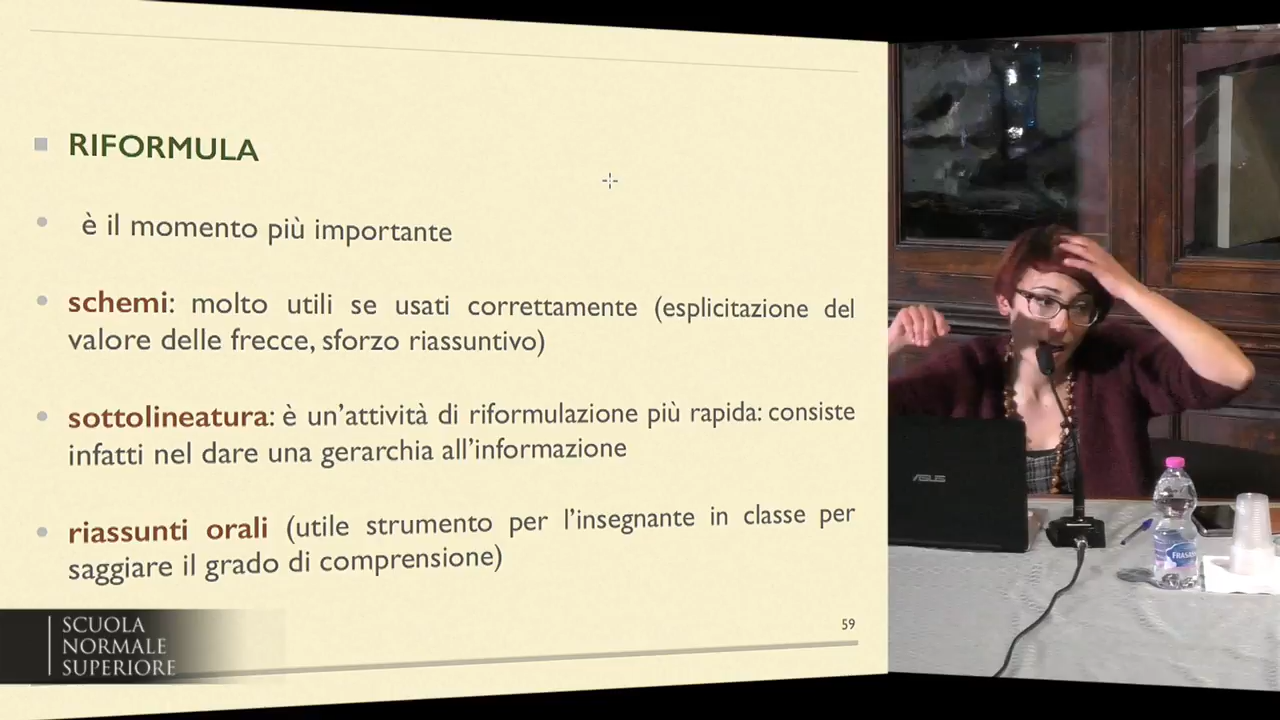 RIFORMULA
è il momento più importante
schemi: molto utili se usati correttamente (esplicitazione del
valore delle frecce, sforzo riassuntivo)
sottolineatura: è un'attività di riformulazione più rapida: consiste
infatti nel dare una gerarchia all'informazione
riassunti orali (utile strumento per l'insegnante in classe per
saggiare il grado di comprensione)
59
SCUOLA
NORMALE
SUPERIORE
ASUS